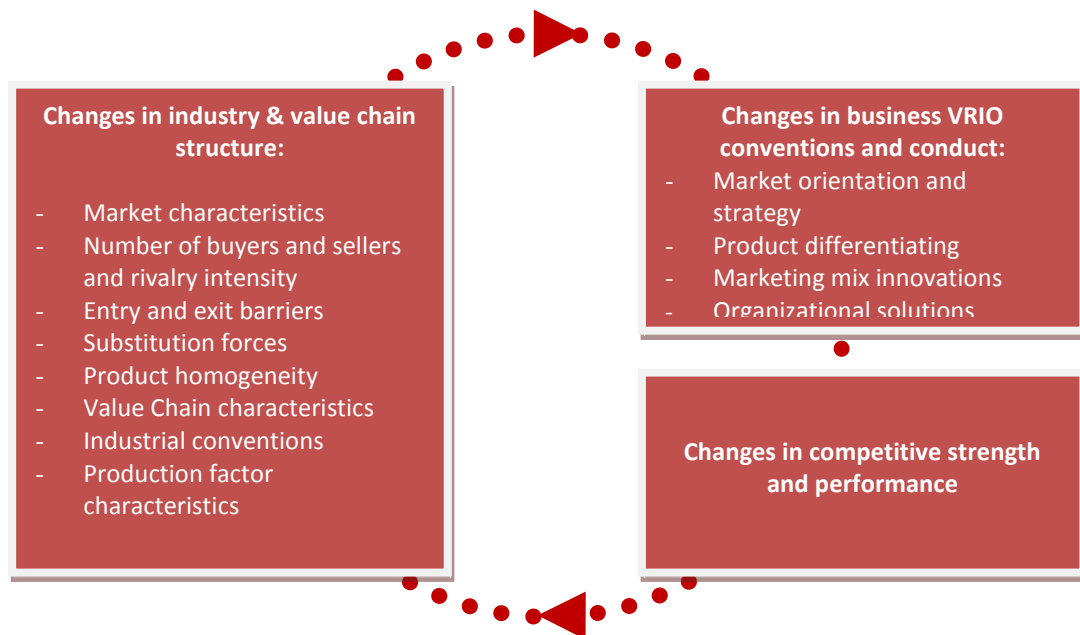 Changes in industry & value chain
structure:
- Market characteristics
- Number of buyers and sellers
and rivalry intensity
- Entry and exit barriers
- Substitution forces
- Product homogeneity
- Value Chain characteristics
- Industrial conventions
- Production factor
characteristics
Changes in business VRIO
conventions and conduct:
- Market orientation and
strategy
- Product differentiating
- Marketing mix innovations
- Organizational solutions
Changes in competitive strength
and performance